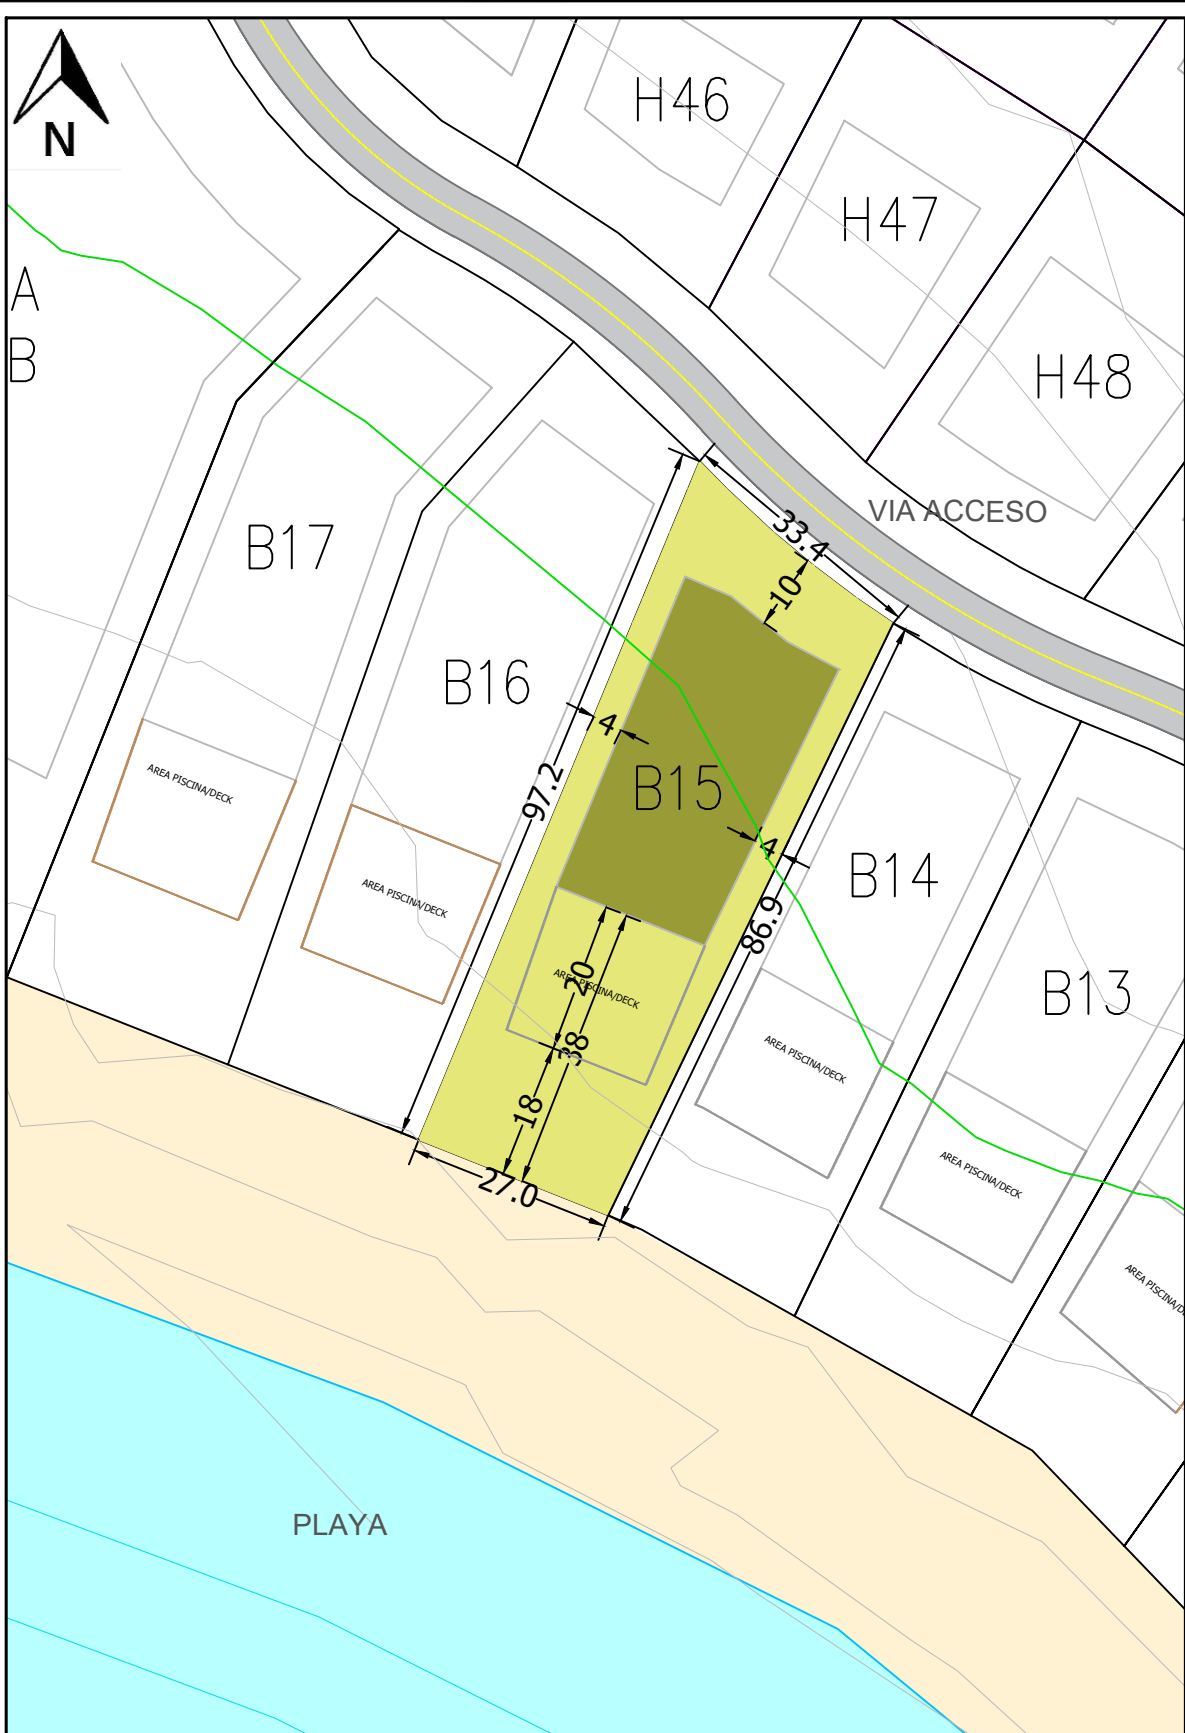 N
H46
H47
A
B
H48
VIA ACCESO
33.4
10
B17
B16
4
B15
97.2
4
B14
86.9
AREA PISCINA/DECK
AREA PISCINA/DECK
20
AREA PISCINA/DECK
B13
38
AREA PISCINA/DECK
18
AREA PISCINA/DECK
27.0
AREA PISCINA/D
PLAYA